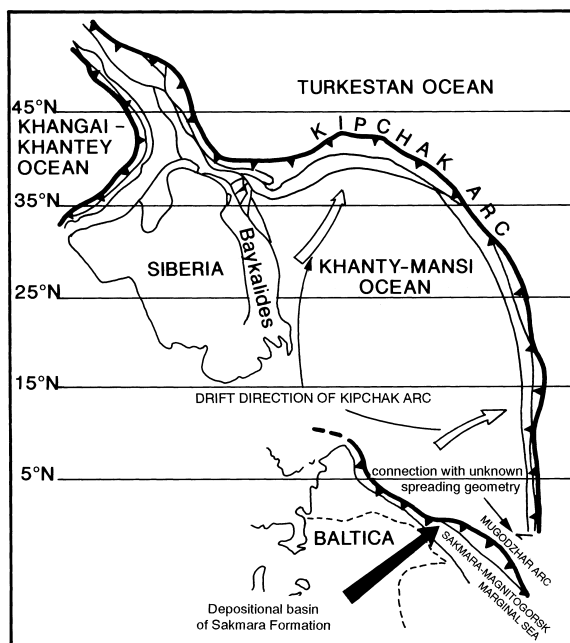 TURKESTAN OCEAN
45°N
KHANGAI -
KHANTEY
OCEAN
KIPCHAK ARC
35°N
SIBERIA
Baykalides
KHANTY-MANSI
OCEAN
25°N
15°N
DRIFT DIRECTION OF KIPCHAK ARC
5°N
connection with unknown
spreading geometry
BALTICA
MUGODZHAR ARC
SAKMARA-MAGNITOGORSK
MARGINAL SEA
Depositional basin
of Sakmara Formation